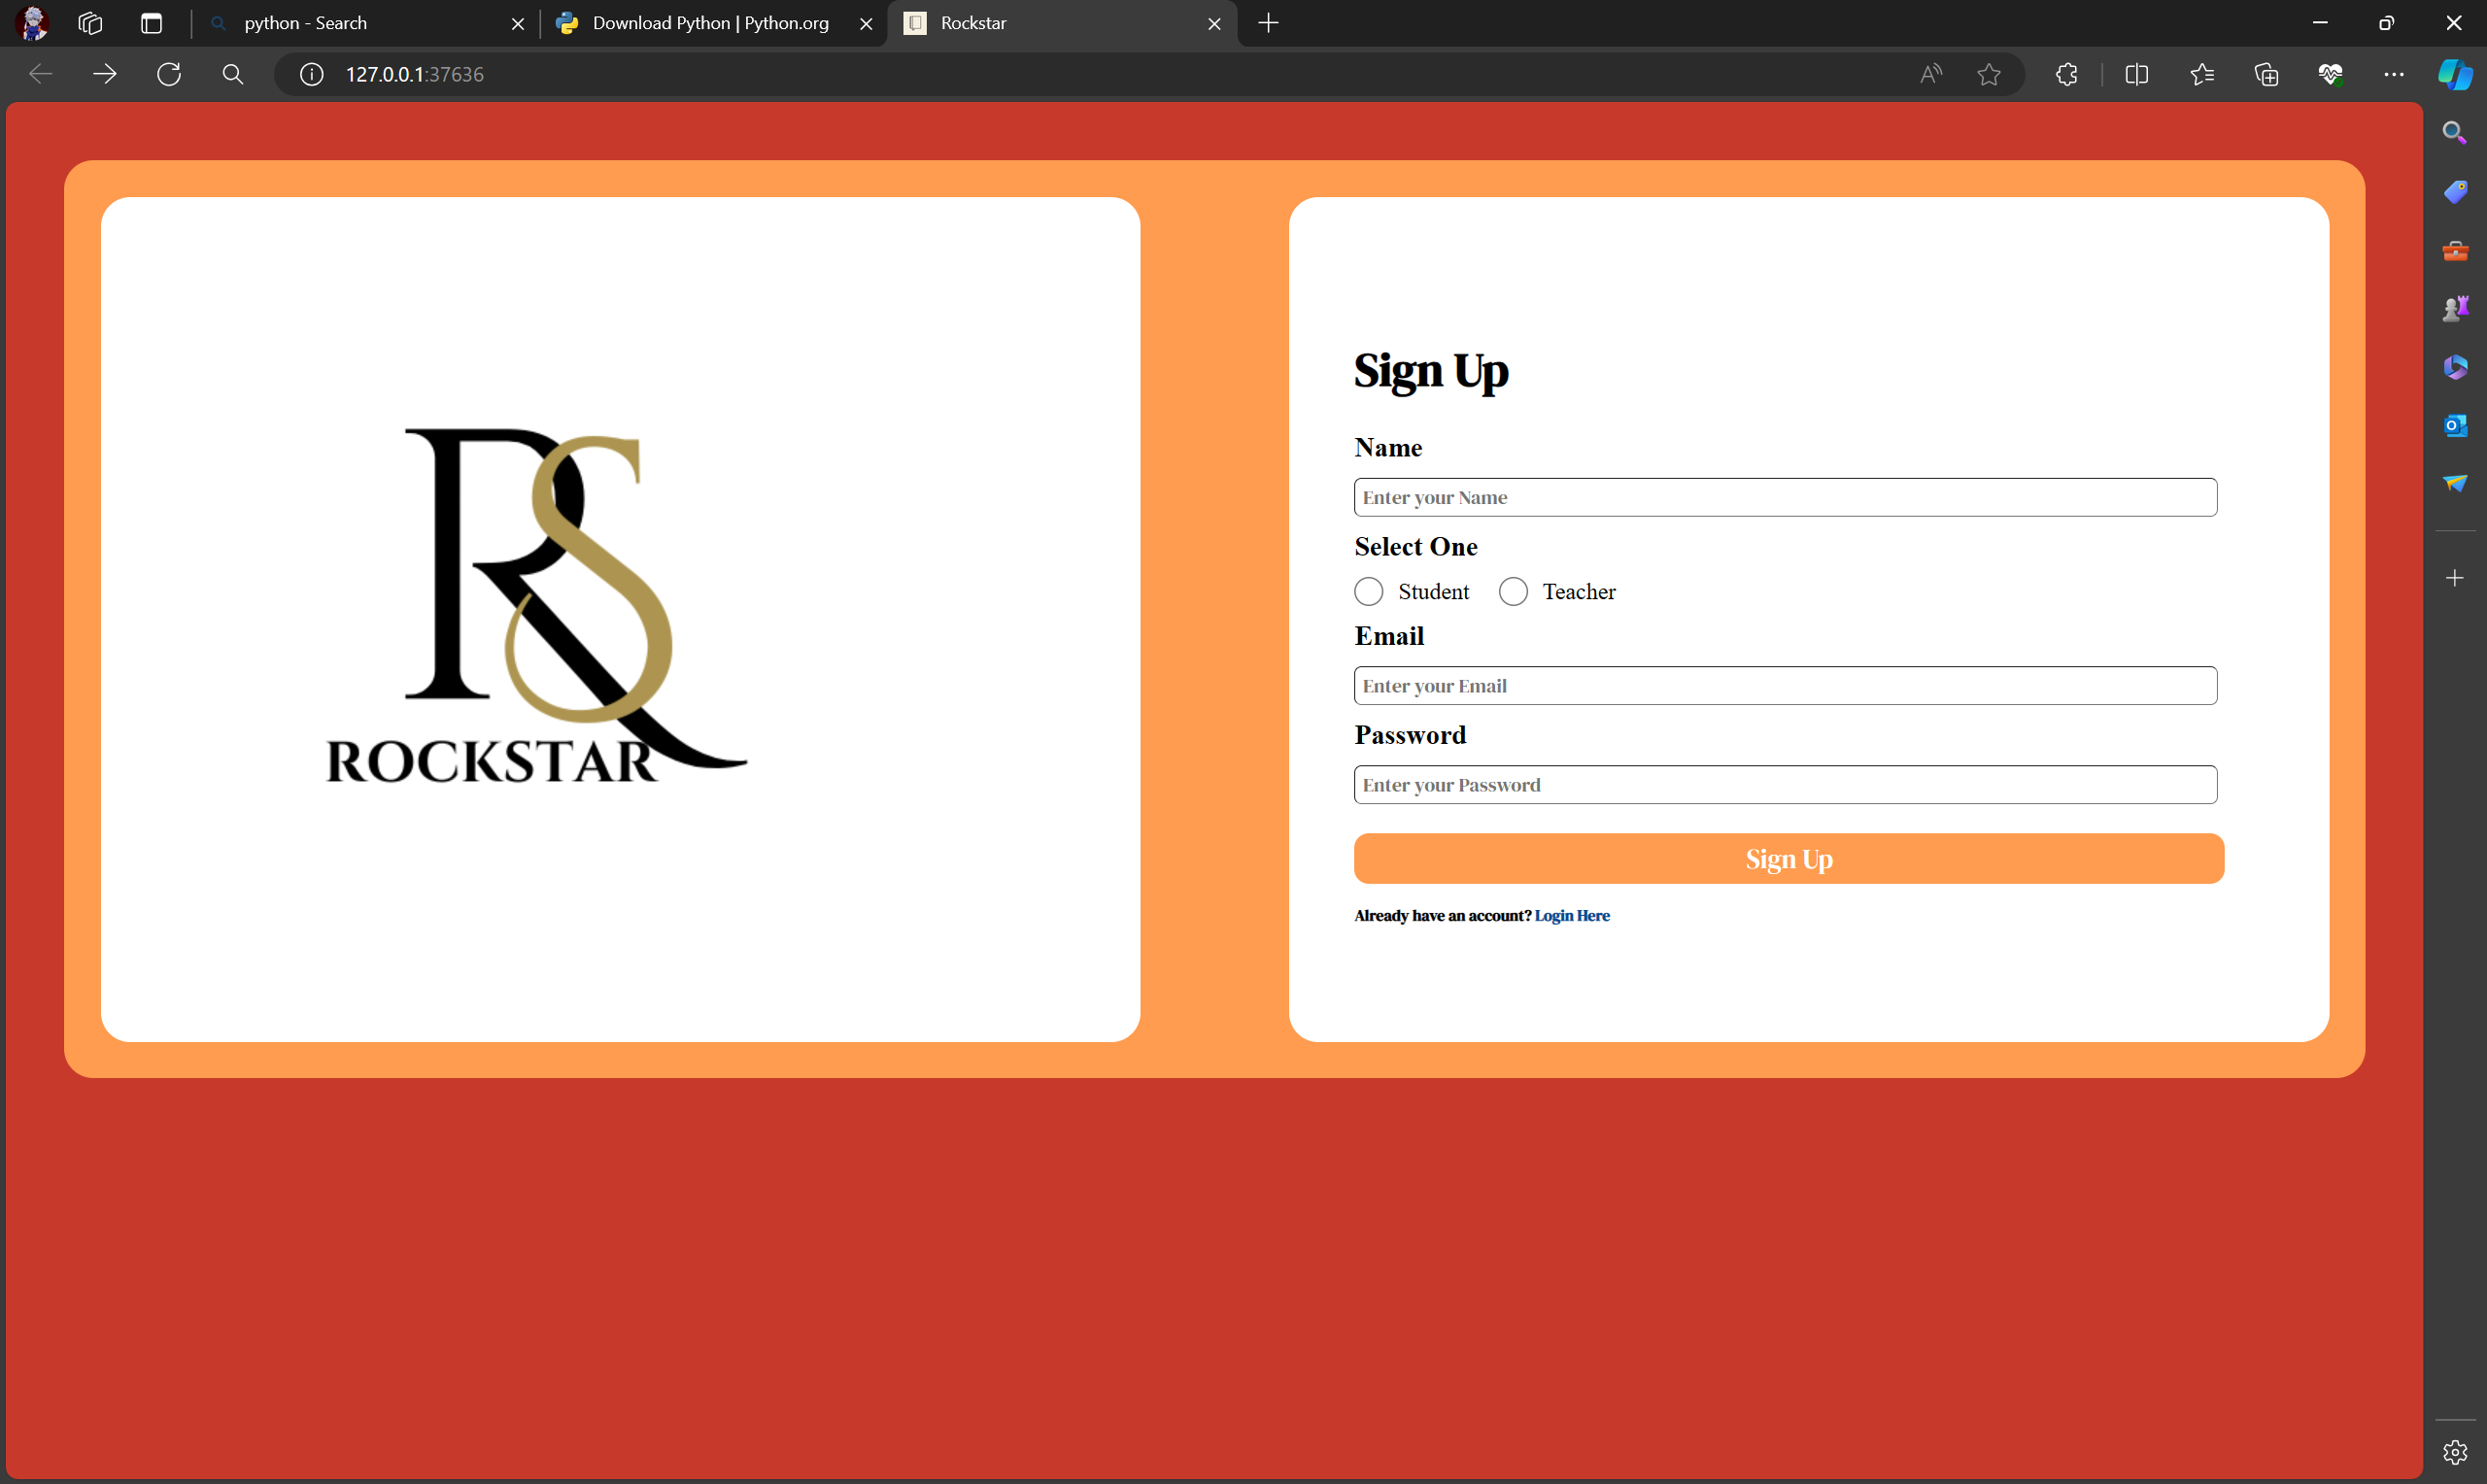 python - Search
Download Python | Python.org
Rockstar
127.0.0.1:37636
RS
ROCKSTAR
Sign Up
Name
Enter your Name
Select One
Student
Teacher
Email
Enter your Email
Password
Enter your Password
Sign Up
Already have an account? Login Here